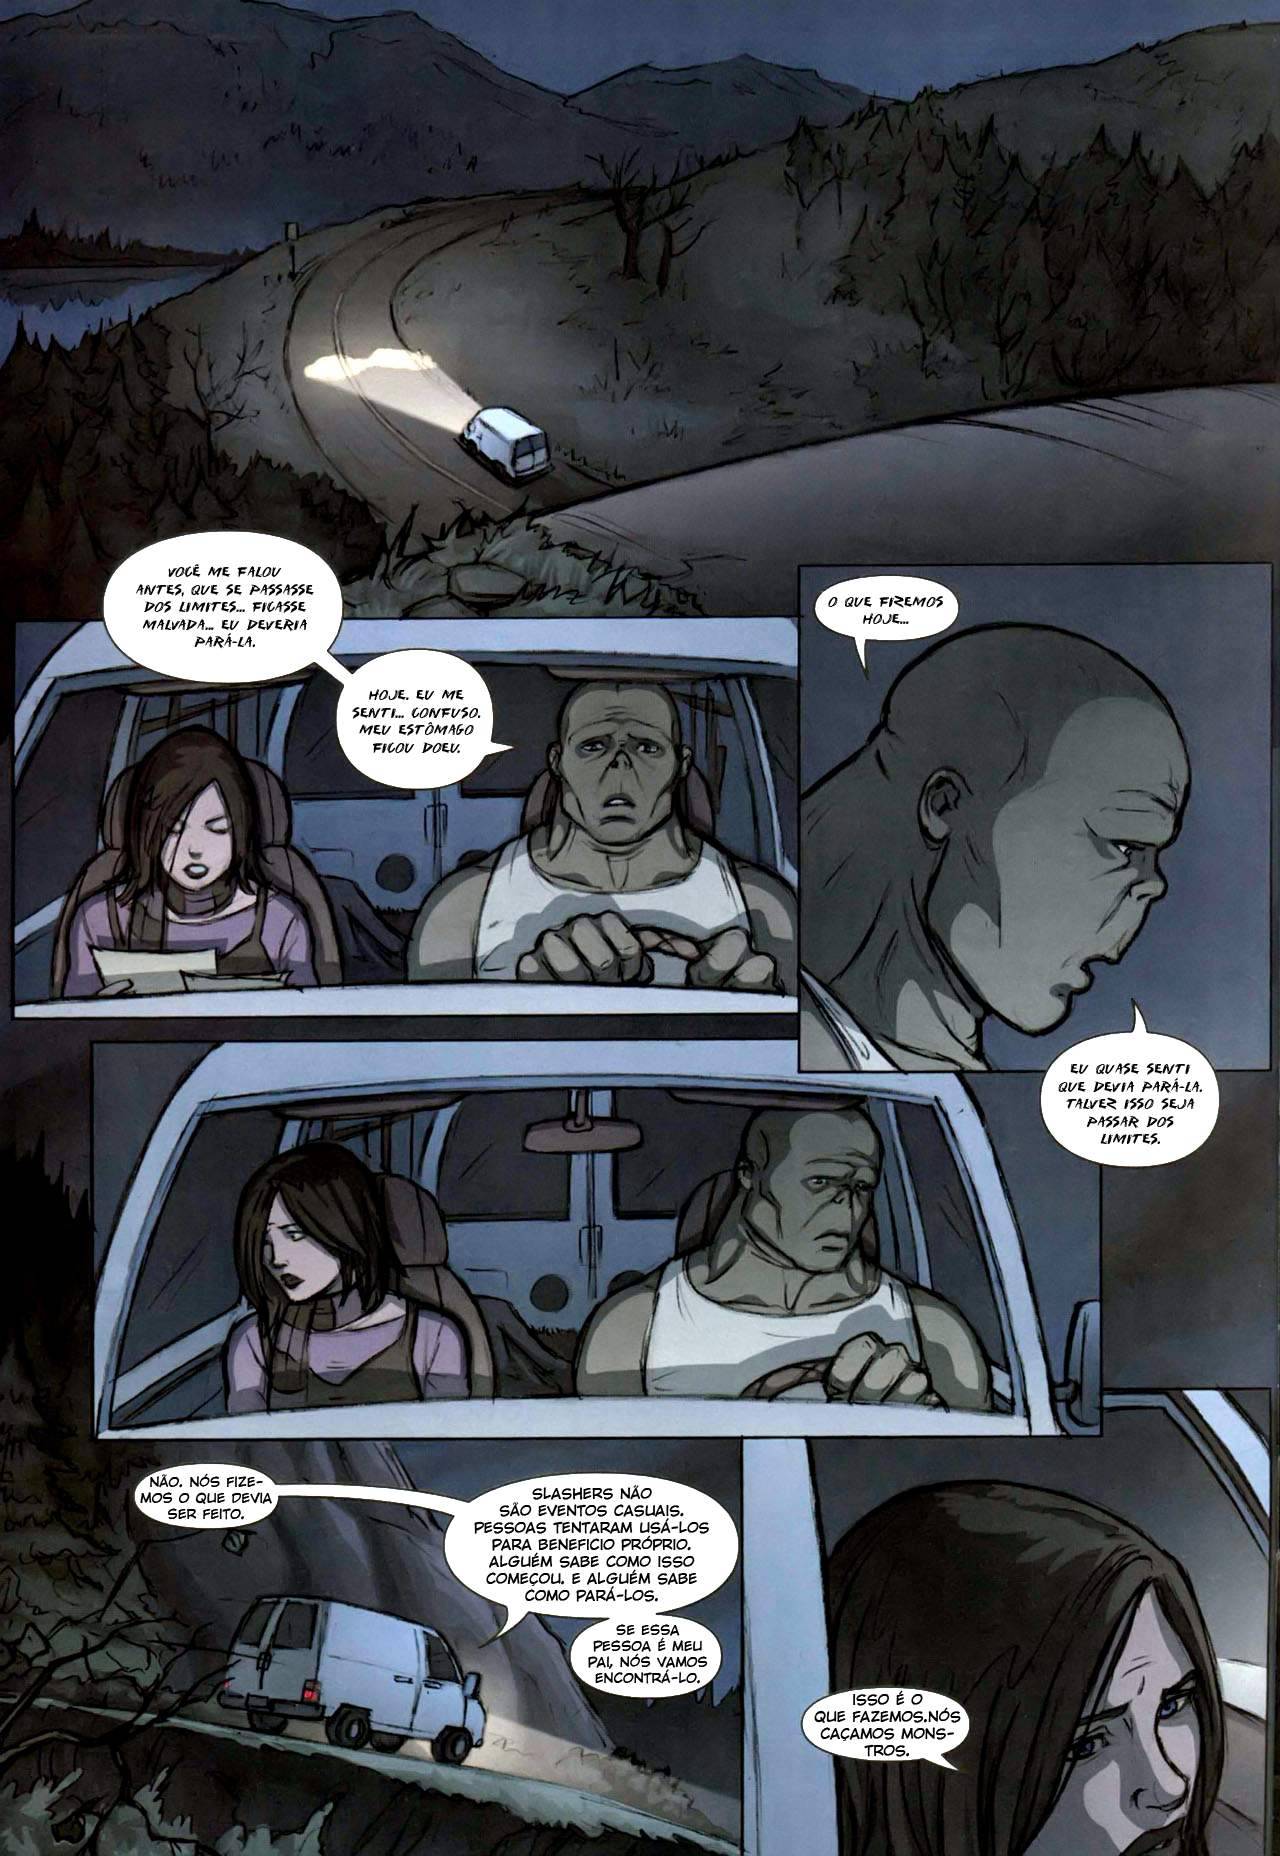 VOCÊ ME FALOU
ANTES, QUE SE PASSASSE
DOS LIMITES... FICASSE
MALVADA... EU DEVERIA
PARÁ-LA.
HOJE. EU ME
SENTI... CONFUSO.
MEU ESTÔMAGO
FICOU DOEU.
O QUE FIREMOS
HOJE...
EU QUASE SENTI
QUE DEVIA PARÁ-LA.
TALVEZ ISSO SEJA
PASSAR DOS
LIMITES.
NÃO. NÓS FIZE-
MOS O QUE DEVIA
SER FEITO.
SLASHERS NÃO
SÃO EVENTOS CASUAIS.
PESSOAS TENTARAM USÁ-LOS
PARA BENEFICIO PRÓPRIO.
ALGUÉM SABE COMO ISSO
COMEÇOU. E ALGUÉM SABE
COMO PARÁ-LOS.
SE ESSA
PESSOA É MEU
PAI, NÓS VAMOS
ENCONTRÁ-LO.
ISSO É O
QUE FAZEMOS.NÓS
CAÇAMOS MONS-
TROS.